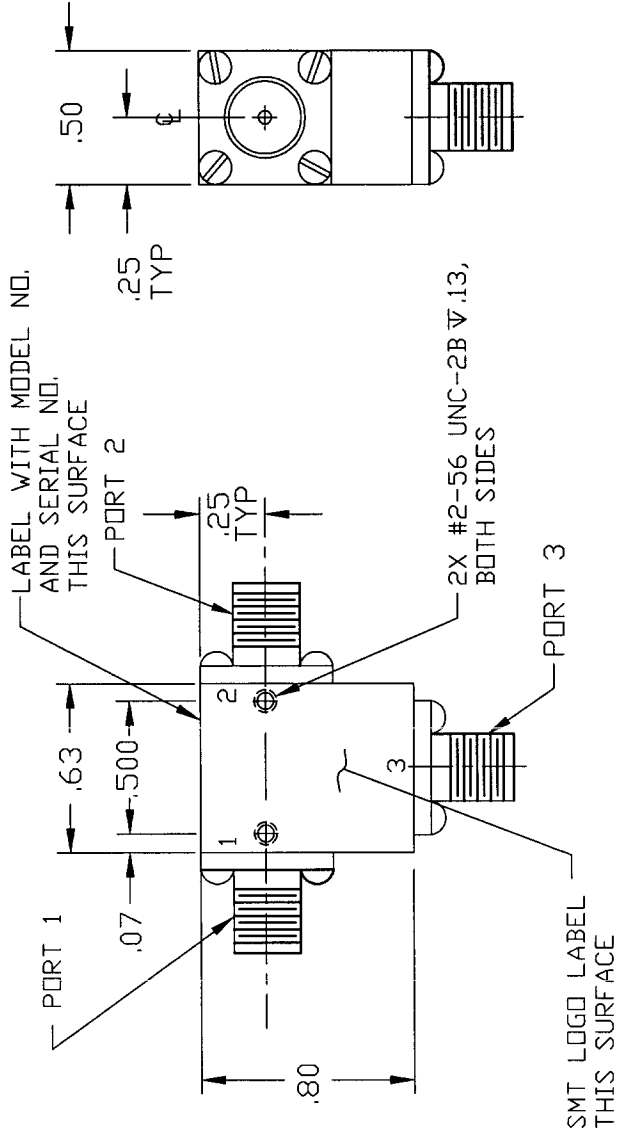 LABEL WITH MODEL NO.
AND SERIAL NO.
THIS SURFACE
PORT 1
PORT 2
.63
.500
.07
.25
TYP
1
2
3
.80
2X #2-56 UNC-2B ↧.13,
BOTH SIDES
PORT 3
SMT LOGO LABEL
THIS SURFACE
.50
℄
.25
TYP